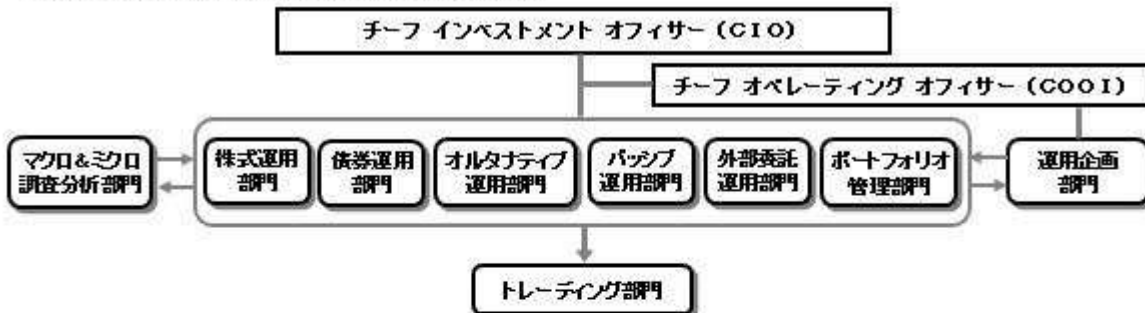 チーフ インベストメント オフィサー (CIO)
チーフ オペレーティング オフィサー (COOI)
マクロ&ミクロ
調査分析部門
株式運用
部門
債券運用
部門
オルタナティブ
運用部門
パッシブ
運用部門
外部委託
運用部門
ポートフォリオ
管理部門
運用企画
部門
トレーディング部門